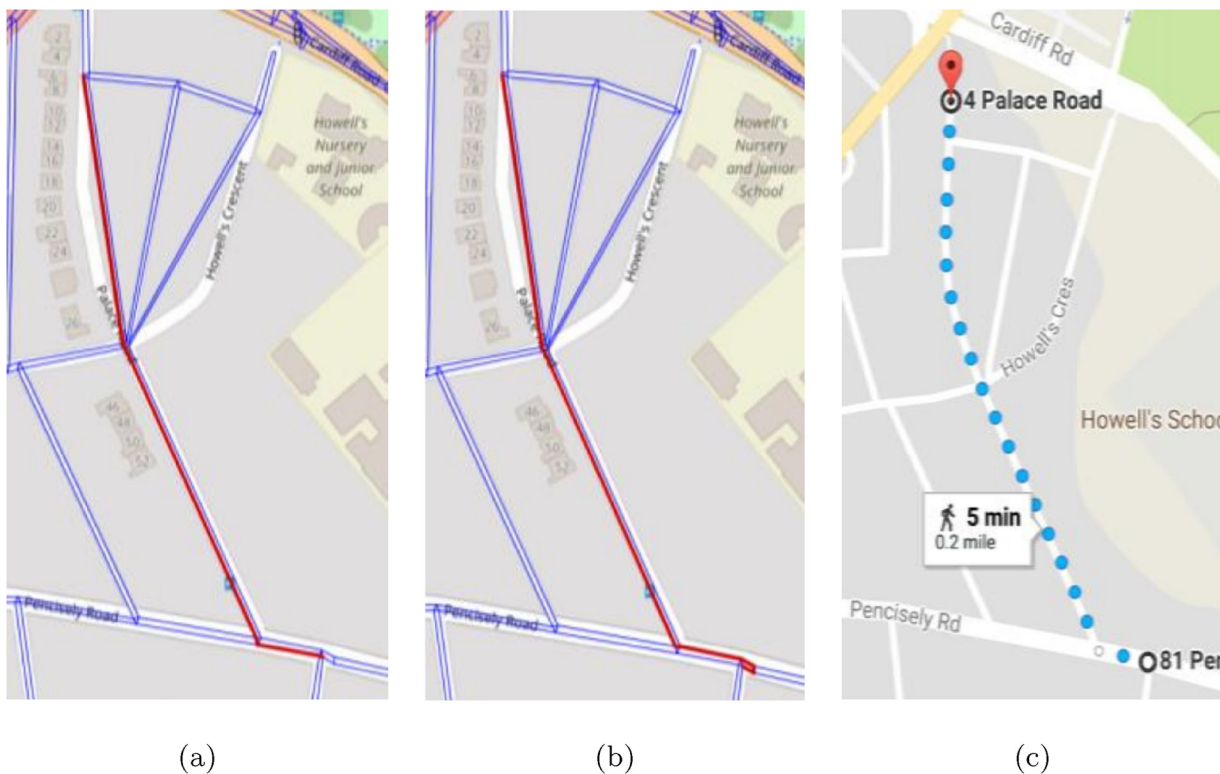 2
4
6
8
10
12
14
16
18
20
22
24
26
46
48
50
52
Palace
Howell's Crescent
Howell's
Nursery
and Junior
School
Cardiff Road
Pencisely Road
2
4
6
8
10
12
14
16
18
20
22
24
26
46
48
50
52
Palace
Howell's Crescent
Howell's
Nursery
and Junior
School
Cardiff Road
Pencisely Road
Cardiff Rd
4 Palace Road
Howell's Cres
Howell's Schoo
5 min
0.2 mile
Pencisely Rd
81 Pen
(a) (b) (c)